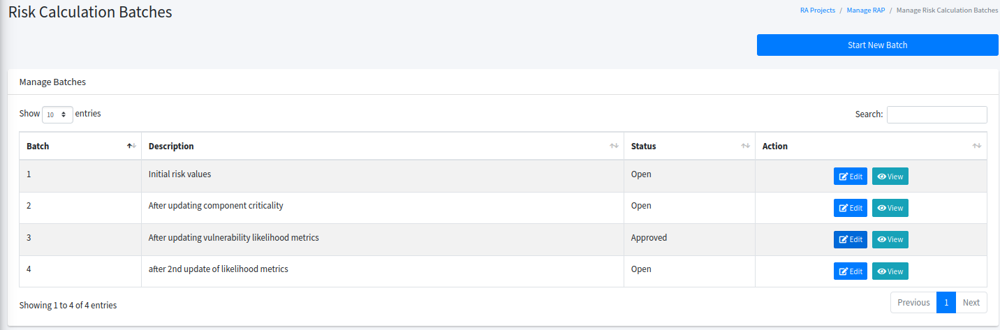 Risk Calculation Batches
RA Projects / Manage RAP / Manage Risk Calculation Batches
Start New Batch
Manage Batches
Show 10 entries
Search:
Batch Description Status Action
1 Initial risk values Open Edit View
2 After updating component criticality Open Edit View
3 After updating vulnerability likelihood metrics Approved Edit View
4 after 2nd update of likelihood metrics Open Edit View
Showing 1 to 4 of 4 entries
Previous 1 Next